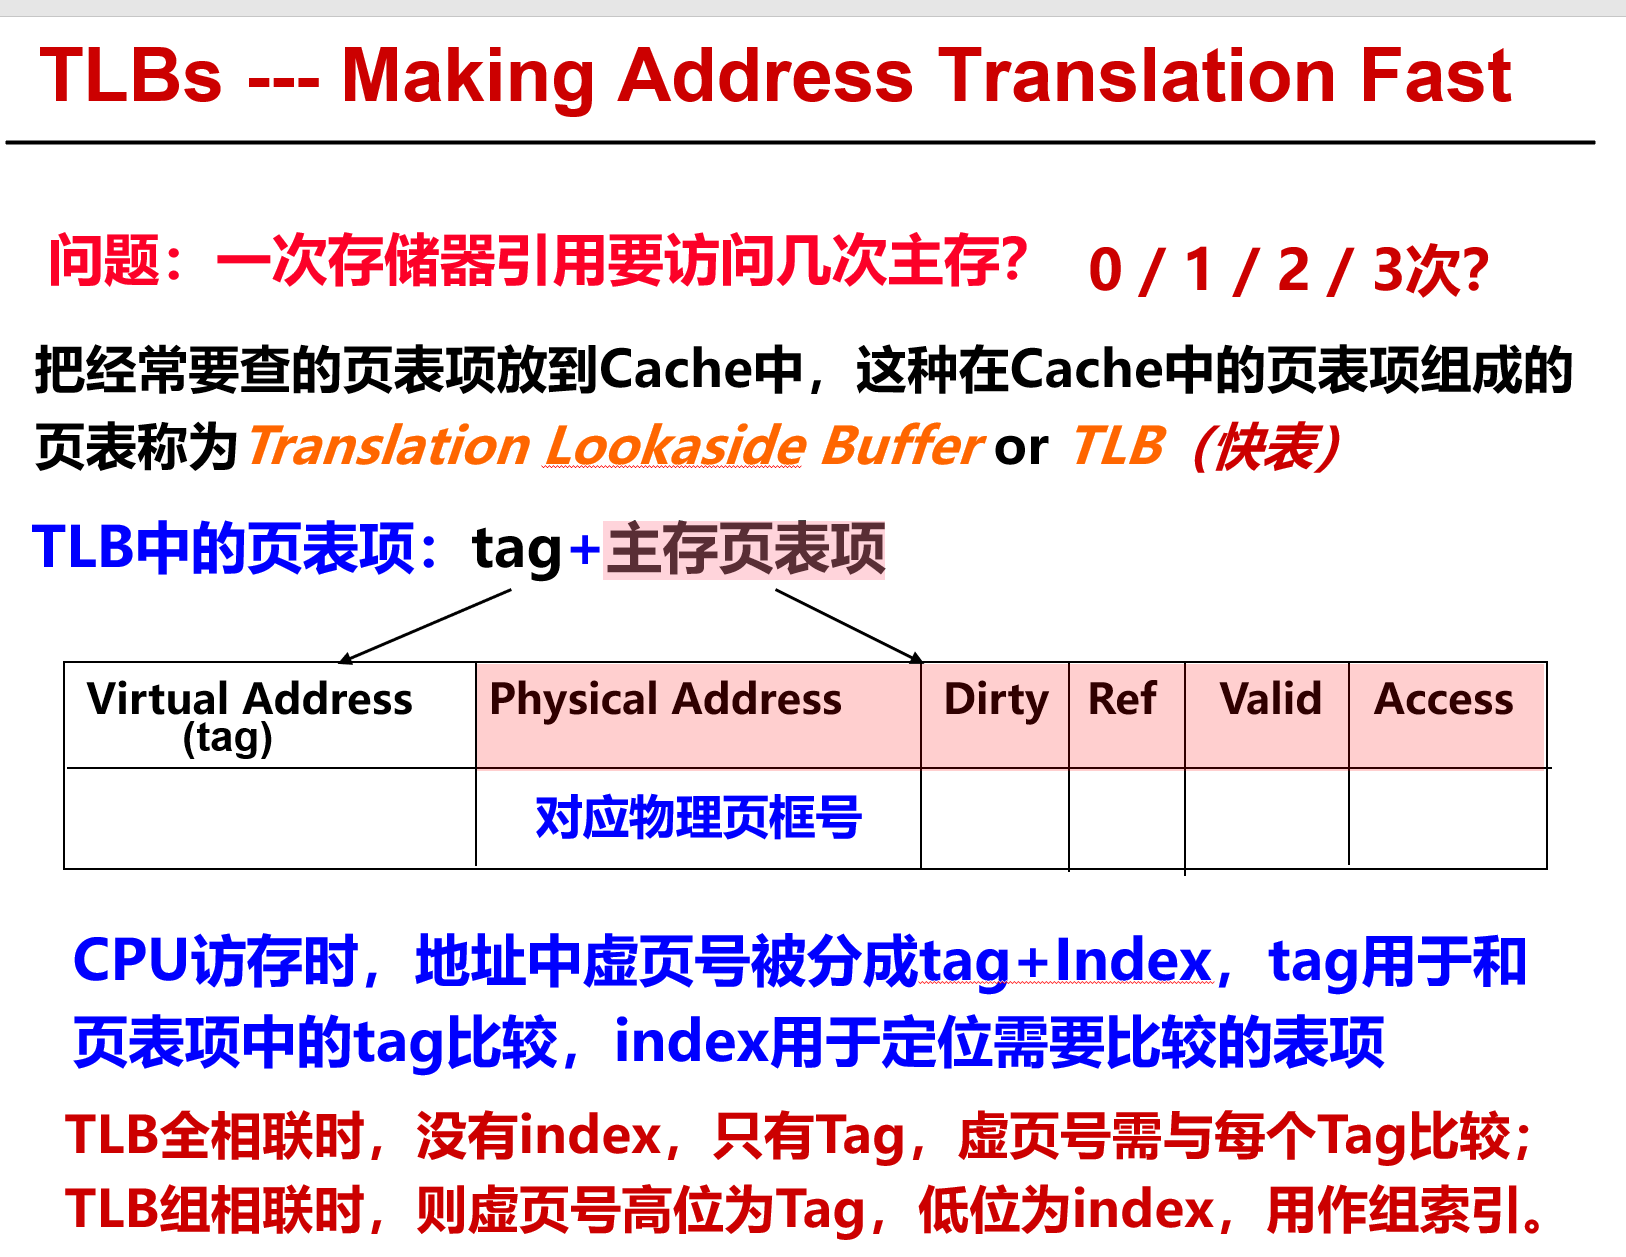 TLBs --- Making Address Translation Fast
问题：一次存储器引用要访问几次主存？ 0 / 1 / 2 / 3次？
把经常要查的页表项放到Cache中，这种在Cache中的页表项组成的
页表称为Translation Lookaside Buffer or TLB（快表）
TLB中的页表项：tag+主存页表项
Virtual Address (tag) Physical Address Dirty Ref Valid Access
对应物理页框号
CPU访存时，地址中虚页号被分成tag+Index，tag用于和
页表项中的tag比较，index用于定位需要比较的表项
TLB全相联时，没有index，只有Tag，虚页号需与每个Tag比较；
TLB组相联时，则虚页号高位为Tag，低位为index，用作组索引。